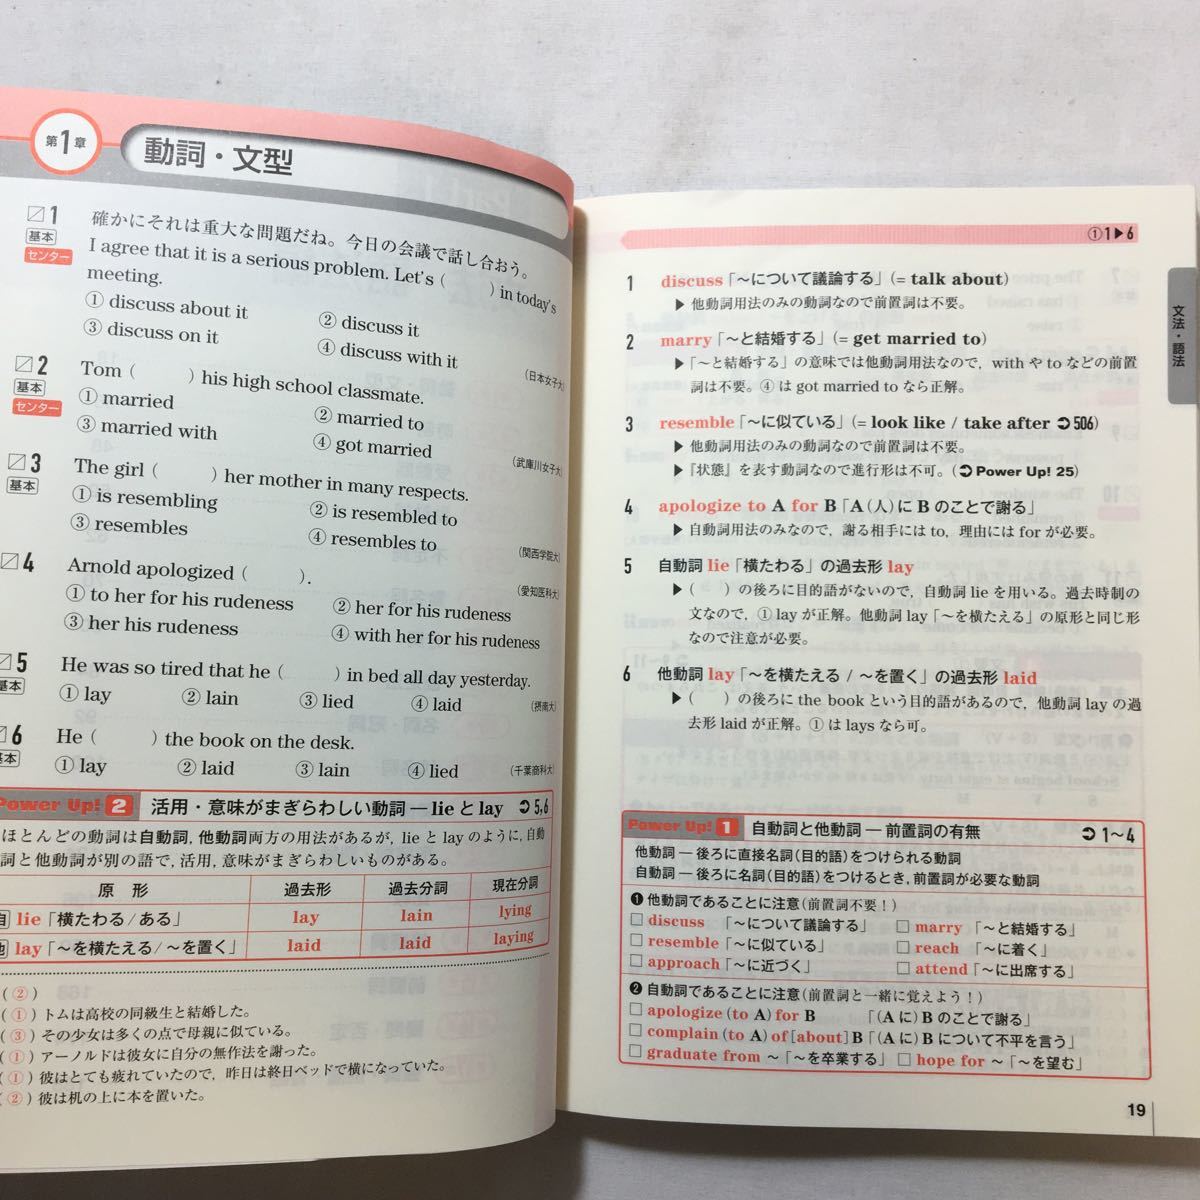 第1章 動詞・文型
1 確かにそれは重大な問題だね。今日の会議で話し合おう。
基本
センター
I agree that it is a serious problem. Let's (　　) in today's
meeting.
① discuss about it ② discuss it
③ discuss on it ④ discuss with it
(日本女子大)
2 Tom (　　) his high school classmate.
基本
センター
① married ② married to
③ married with ④ got married
(武庫川女子大)
3 The girl (　　) her mother in many respects.
基本
① is resembling ② is resembled to
③ resembles ④ resembles to
(関西学院大)
4 Arnold apologized (　　).
基本
(愛知医科大)
① to her for his rudeness ② her for his rudeness
③ her his rudeness ④ with her for his rudeness
5 He was so tired that he (　　) in bed all day yesterday.
基本
① lay ② lain ③ lied ④ laid (摂南大)
6 He (　　) the book on the desk.
基本
① lay ② laid ③ lain ④ lied (千葉商科大)
Power Up! 2 活用・意味がまぎらわしい動詞 ― lie と lay ➲ 5,6
ほとんどの動詞は自動詞, 他動詞両方の用法があるが, lie と lay のように, 自動
詞と他動詞が別の語で, 活用, 意味がまぎらわしいものがある。
原 形 過去形 過去分詞 現在分詞
自 lie「横たわる/ある」 lay lain lying
他 lay「〜を横たえる/〜を置く」 laid laid laying
(②)
(①)トムは高校の同級生と結婚した。
(③)その少女は多くの点で母親に似ている。
(①)アーノルドは彼女に自分の無作法を謝った。
(①)彼はとても疲れていたので, 昨日は終日ベッドで横になっていた。
(②)彼は机の上に本を置いた。
①1▶6
文法・語法
1 discuss「〜について議論する」(= talk about)
▶ 他動詞用法のみの動詞なので前置詞は不要。
2 marry「〜と結婚する」(= get married to)
▶「〜と結婚する」の意味では他動詞用法なので, with や to などの前置
詞は不要。④は got married to なら正解。
3 resemble「〜に似ている」(= look like / take after ➲506)
▶ 他動詞用法のみの動詞なので前置詞は不要。
▶『状態』を表す動詞なので進行形は不可。(➲ Power Up! 25)
4 apologize to A for B「A(人)に B のことで謝る」
▶ 自動詞用法のみなので, 謝る相手には to, 理由には for が必要。
5 自動詞 lie「横たわる」の過去形 lay
▶(　　)の後ろに目的語がないので, 自動詞 lie を用いる。過去時制の
文なので, ① lay が正解。他動詞 lay「〜を横たえる」の原形と同じ形
なので注意が必要。
6 他動詞 lay「〜を横たえる/〜を置く」の過去形 laid
▶(　　)の後ろに the book という目的語があるので, 他動詞 lay の過
去形 laid が正解。①は lays なら可。
Power Up! 1 自動詞と他動詞 ― 前置詞の有無 ➲ 1〜4
他動詞 ― 後ろに直接名詞(目的語)をつけられる動詞
自動詞 ― 後ろに名詞(目的語)をつけるとき, 前置詞が必要な動詞
❶ 他動詞であることに注意(前置詞不要!)
□ discuss「〜について議論する」 □ marry「〜と結婚する」
□ resemble「〜に似ている」 □ reach「〜に着く」
□ approach「〜に近づく」 □ attend「〜に出席する」
❷ 自動詞であることに注意(前置詞と一緒に覚えよう!)
□ apologize (to A) for B 「(A に) B のことで謝る」
□ complain (to A) of [about] B「(A に) B について不平を言う」
□ graduate from 〜「〜を卒業する」 □ hope for 〜「〜を望む」
19